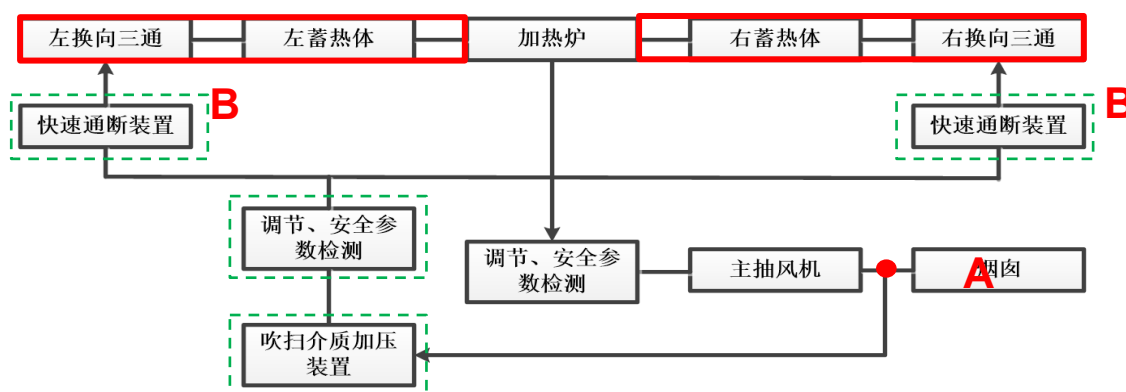 左换向三通
左蓄热体
加热炉
右蓄热体
右换向三通
B
B
快速通断装置
快速通断装置
调节、安全参
数检测
调节、安全参
数检测
主抽风机
A
烟囱
吹扫介质加压
装置